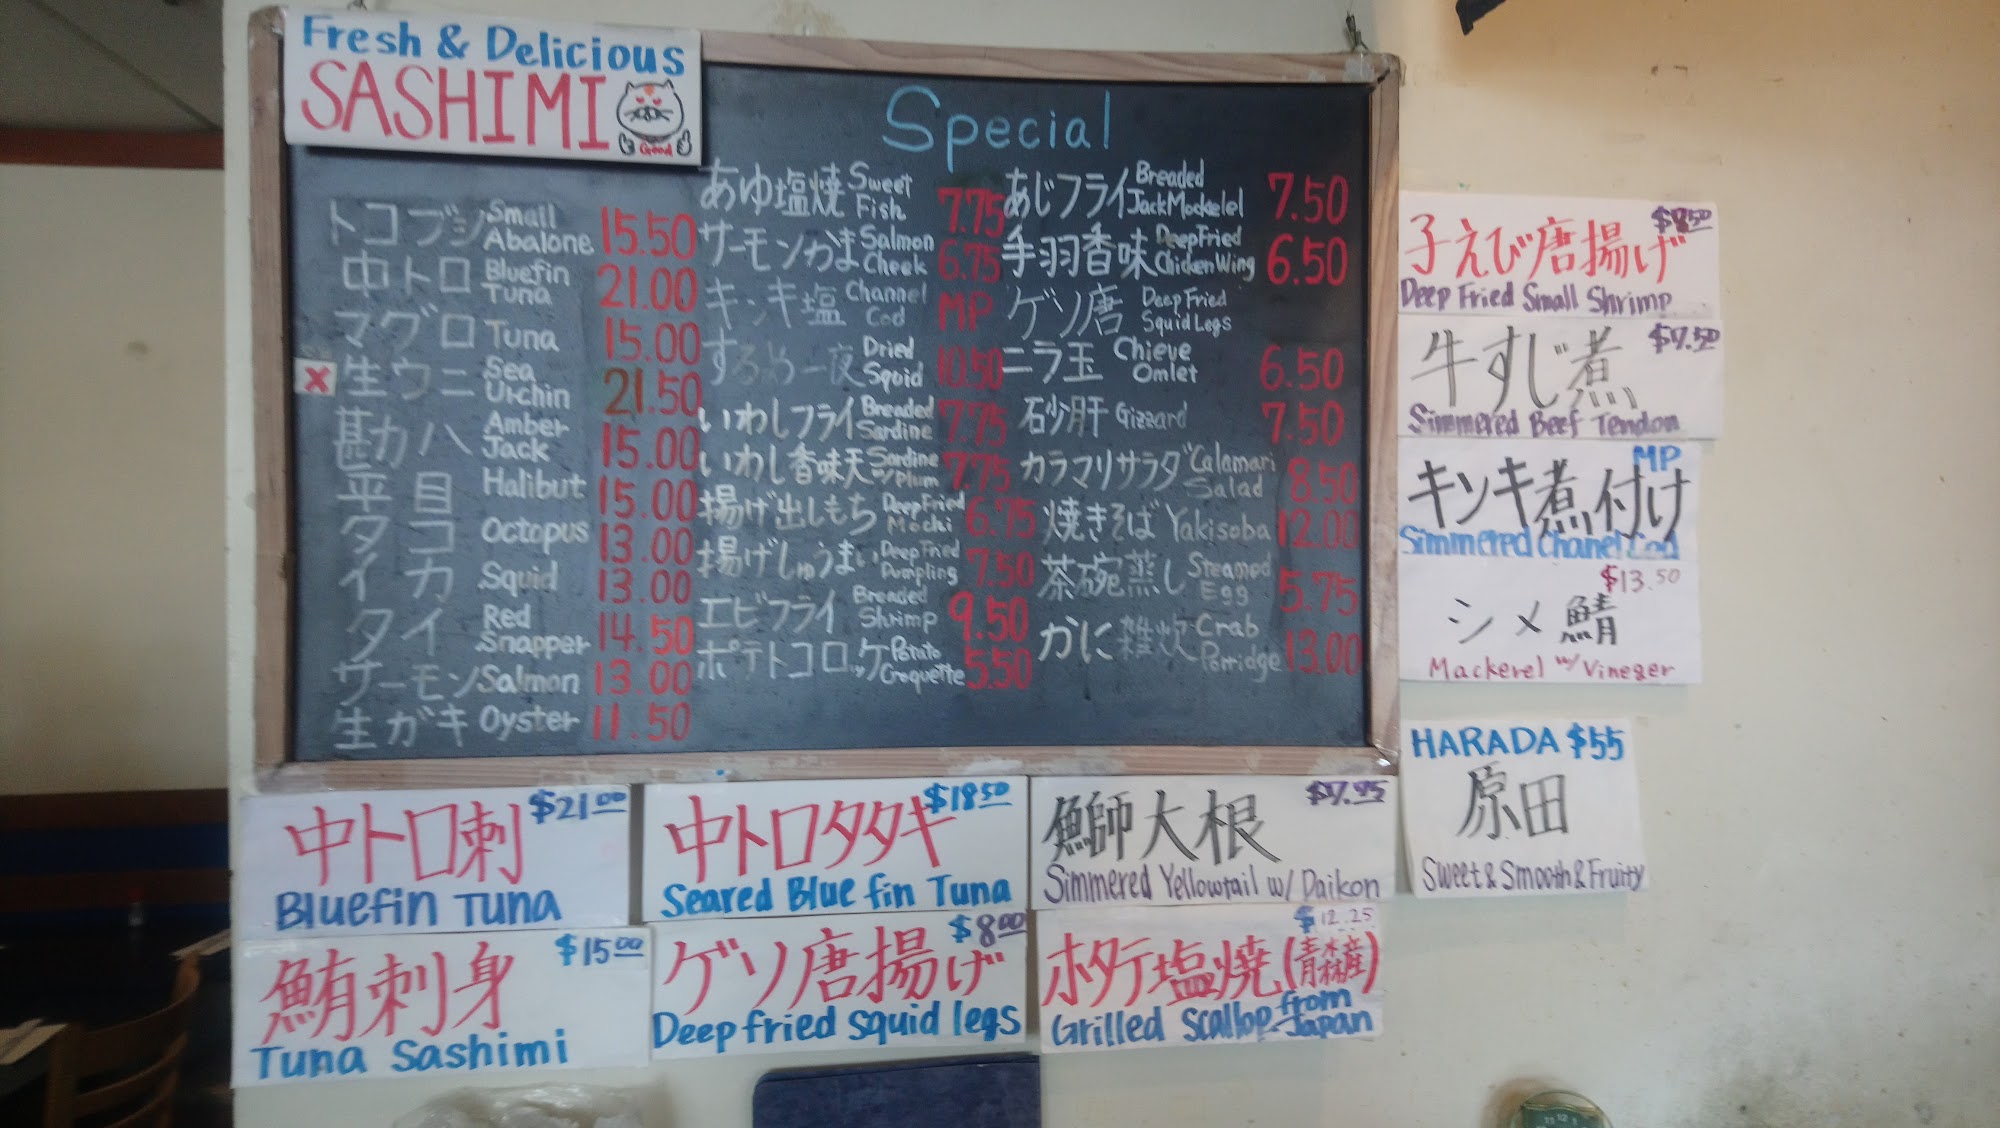 Fresh & Delicious
SASHIMI
Good
Special
トコブシ Small Abalone 15.50
中トロ Bluefin Tuna 21.00
マグロ Tuna 15.00
X 生ウニ Sea Urchin 21.50
勘カハ Amber Jack 15.00
平目 Halibut 15.00
タコ Octopus 13.00
イカ Squid 13.00
タイ Red Snapper 14.50
サーモン Salmon 13.00
生ガキ Oyster 11.50
あゆ塩焼 Sweet Fish 7.75
サーモンかま Salmon Cheek 6.75
キンキ塩 Channel Cod MP
するめ一夜 Dried Squid 10.50
いわしフライ Breaded Sardine 7.75
いわし香味天 Sardine w/Plum 7.75
揚げ出しもち Deep Fried Mochi 6.75
揚げしゅうまい Deep Fried Dumpling 7.50
エビフライ Breaded Shrimp 9.50
ポテトコロッケ Potato Croquette 5.50
あじフライ Breaded Jack Mackelel 7.50
手羽香味 Deep Fried Chicken Wing 6.50
ゲソ唐 Deep Fried Squid Legs
ニラ玉 Chieve Omlet 6.50
砂肝 Gizzard 7.50
カラマリサラダ Calamari Salad 8.50
焼きそば Yakisoba 12.00
茶碗蒸し Steamed Egg 5.75
かに雑炊 Crab Porridge 13.00
子えび唐揚げ
Deep Fried Small Shrimp
$7.50
牛すじ煮
Simmered Beef Tendon
MP
キンキ煮付け
Simmered Chanel Cod
$13.50
シメ鯖
Mackerel w/ Vineger
HARADA $55
原田
Sweet & Smooth & Fruity
中トロ刺 $21.00
Bluefin Tuna
中トロタタキ $18.50
Seared Blue fin Tuna
鰤大根 $7.95
Simmered Yellowtail w/ Daikon
鮪刺身 $15.00
Tuna Sashimi
ゲソ唐揚げ $8.00
Deep fried squid legs
$12.25
ホタテ塩焼(青森産)
Grilled Scallop from Japan